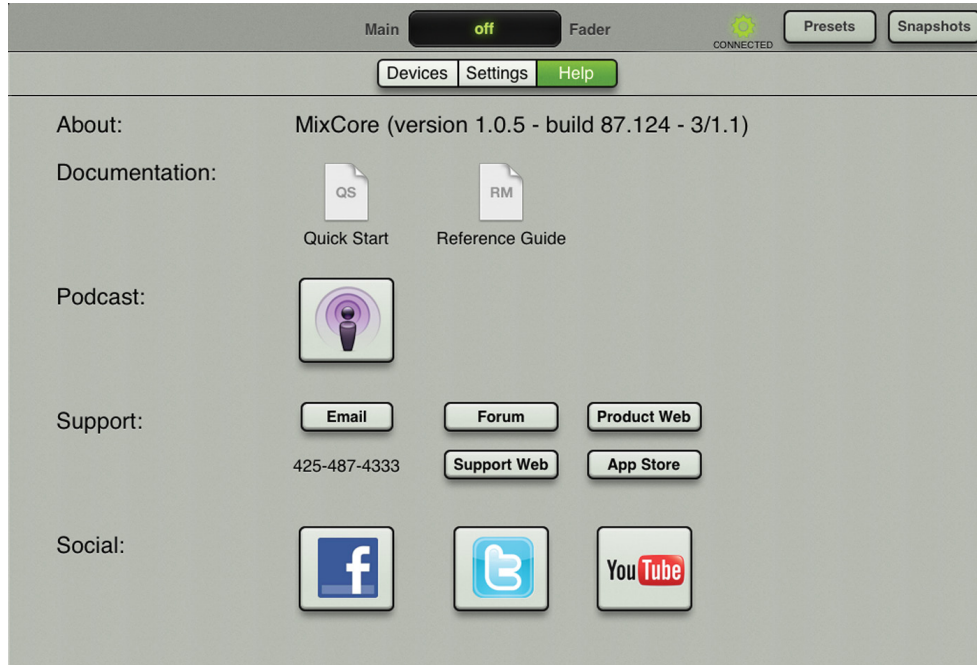 Main off Fader CONNECTED Presets Snapshots
Devices Settings Help
About: MixCore (version 1.0.5 - build 87.124 - 3/1.1)
Documentation: QS RM
Quick Start Reference Guide
Podcast:
Support: Email Forum Product Web
425-487-4333 Support Web App Store
Social: f t You Tube